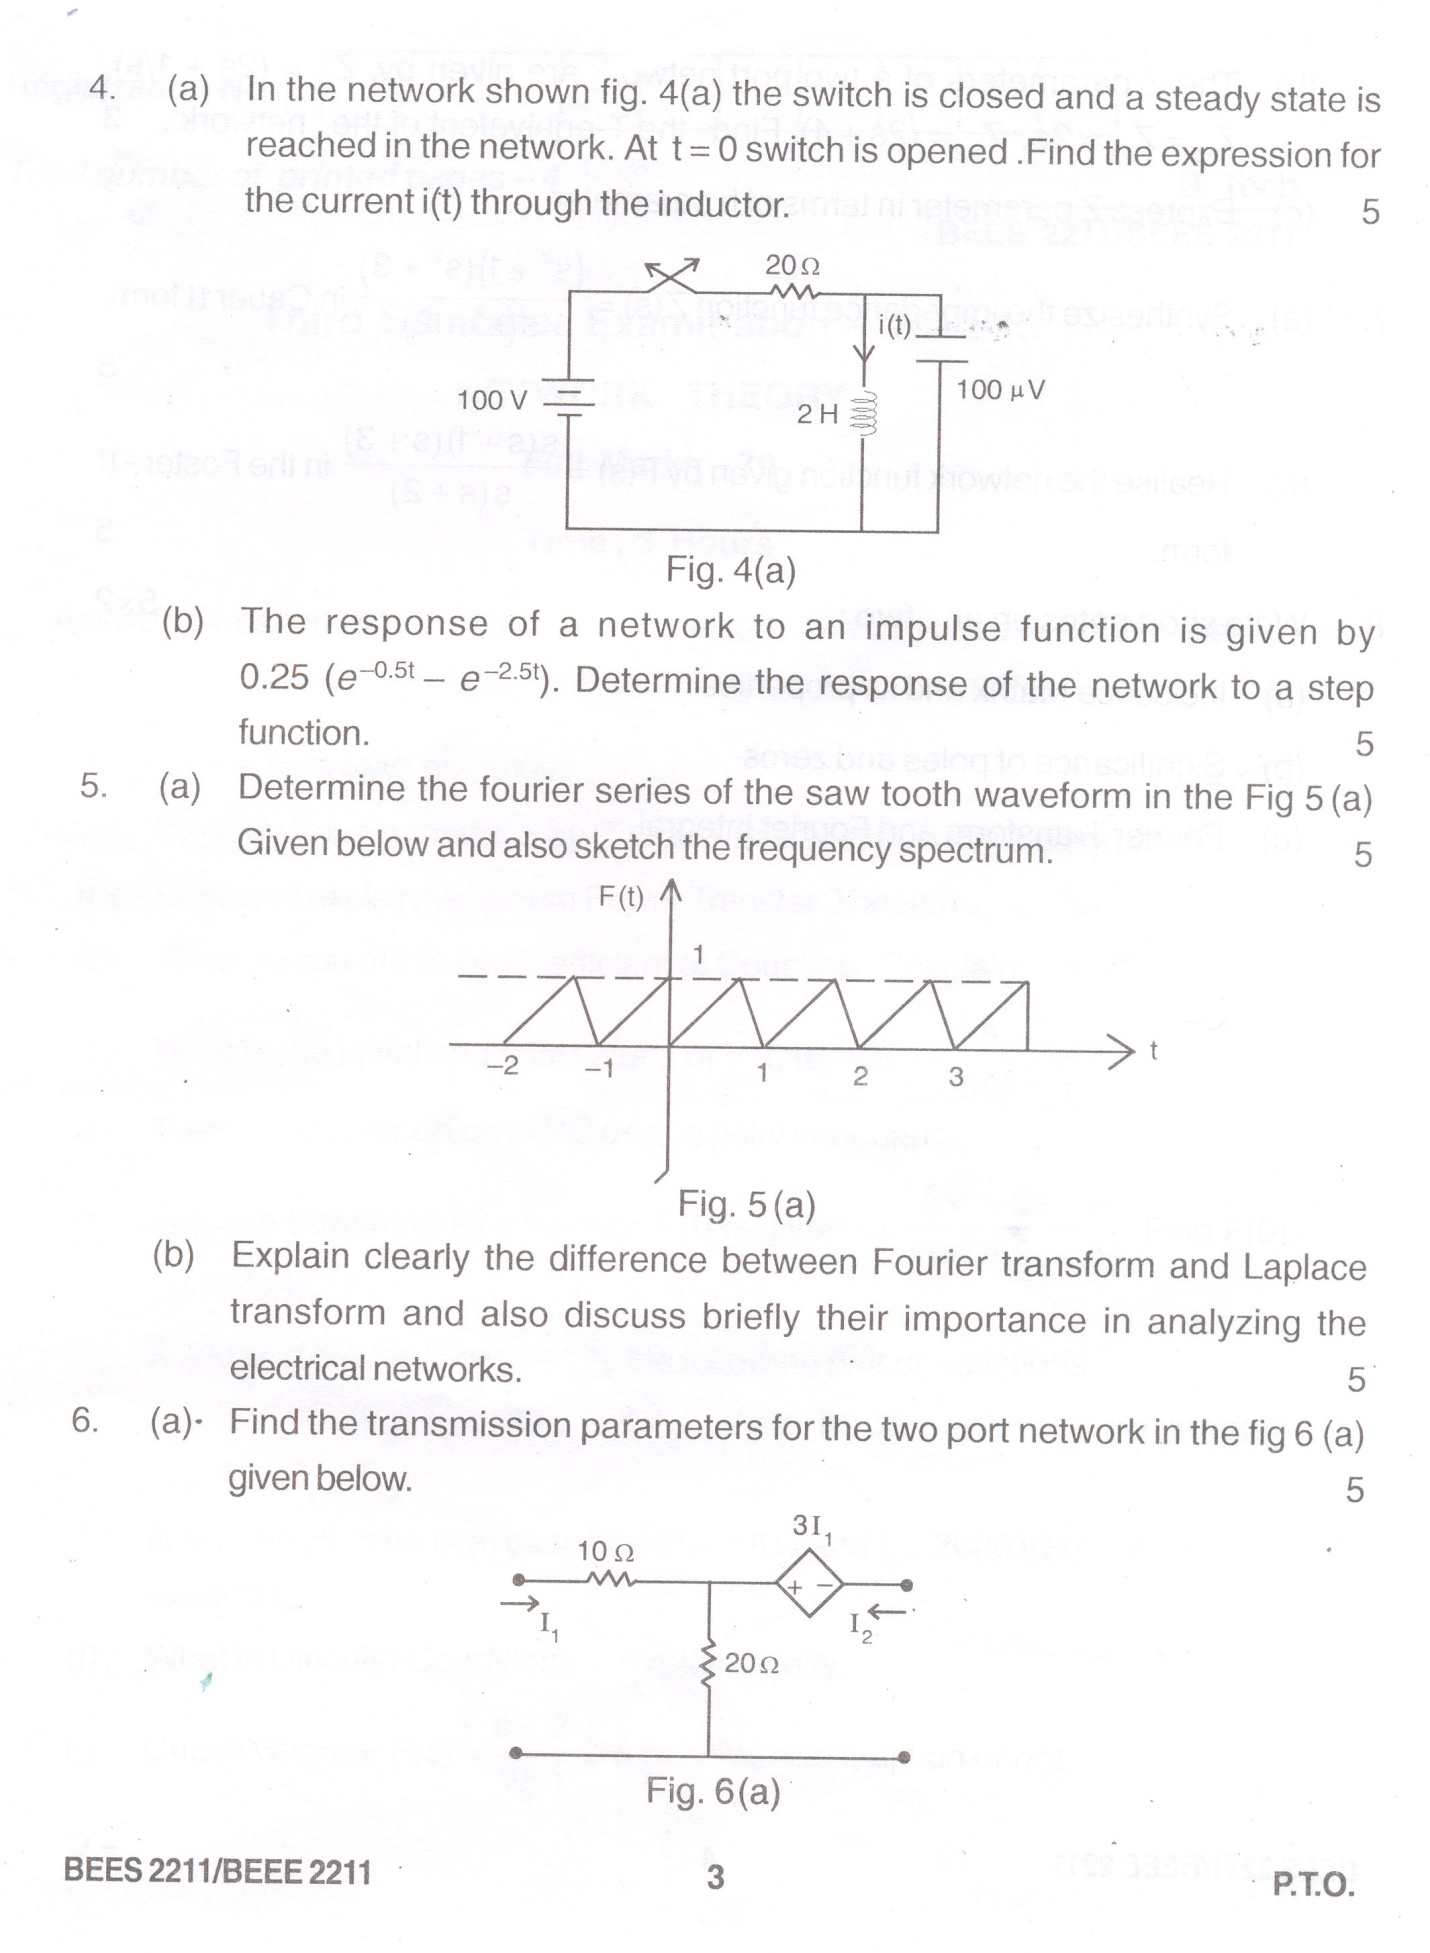 4. (a) In the network shown fig. 4(a) the switch is closed and a steady state is
reached in the network. At t = 0 switch is opened .Find the expression for
the current i(t) through the inductor. 5
20Ω
i(t)
100 V
2 H
100 μV
Fig. 4(a)
(b) The response of a network to an impulse function is given by
0.25 (e^–0.5t – e^–2.5t). Determine the response of the network to a step
function. 5
5. (a) Determine the fourier series of the saw tooth waveform in the Fig 5 (a)
Given below and also sketch the frequency spectrum. 5
F(t)
1
t
–2 –1 1 2 3
Fig. 5 (a)
(b) Explain clearly the difference between Fourier transform and Laplace
transform and also discuss briefly their importance in analyzing the
electrical networks. 5
6. (a) Find the transmission parameters for the two port network in the fig 6 (a)
given below. 5
3I₁
10 Ω
+ –
I₁
I₂
20Ω
Fig. 6(a)
BEES 2211/BEEE 2211 3 P.T.O.